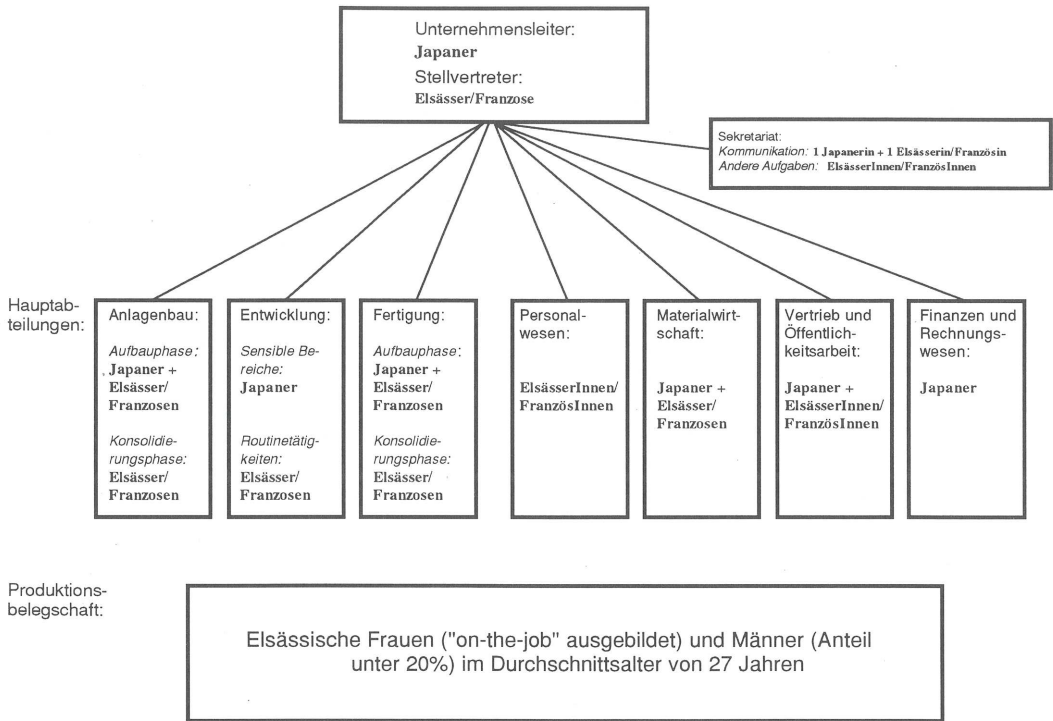 Unternehmensleiter:
Japaner
Stellvertreter:
Elsässer/Franzose
Sekretariat:
Kommunikation: 1 Japanerin + 1 Elsässerin/Französin
Andere Aufgaben: ElsässerInnen/FranzösInnen
Hauptab-
teilungen:
Anlagenbau:
Aufbauphase:
Japaner +
Elsässer/
Franzosen
Konsolidie-
rungsphase:
Elsässer/
Franzosen
Entwicklung:
Sensible Be-
reiche:
Japaner
Routinetätig-
keiten:
Elsässer/
Franzosen
Fertigung:
Aufbauphase:
Japaner +
Elsässer/
Franzosen
Konsolidie-
rungsphase:
Elsässer/
Franzosen
Personal-
wesen:
ElsässerInnen/
FranzösInnen
Materialwirt-
schaft:
Japaner +
Elsässer/
Franzosen
Vertrieb und
Öffentlich-
keitsarbeit:
Japaner +
ElsässerInnen/
FranzösInnen
Finanzen und
Rechnungs-
wesen:
Japaner
Produktions-
belegschaft:
Elsässische Frauen ("on-the-job" ausgebildet) und Männer (Anteil
unter 20%) im Durchschnittsalter von 27 Jahren